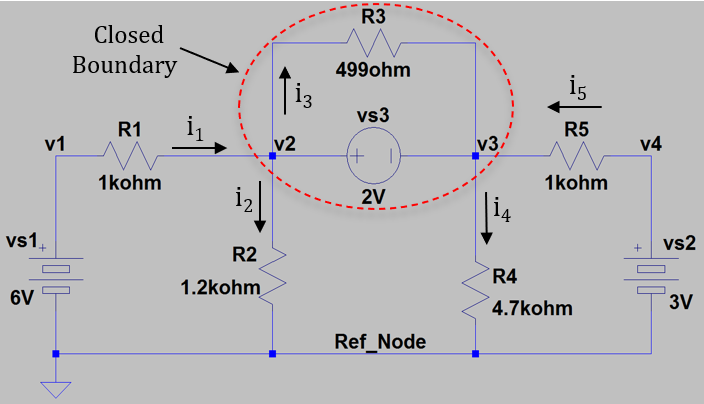 Closed
Boundary
R3
499ohm
i3
i5
vs3
v1
R1
i1
v2
v3
R5
v4
1kohm
2V
1kohm
i2
i4
vs1
+
R2
R4
+
vs2
6V
1.2kohm
4.7kohm
3V
Ref_Node